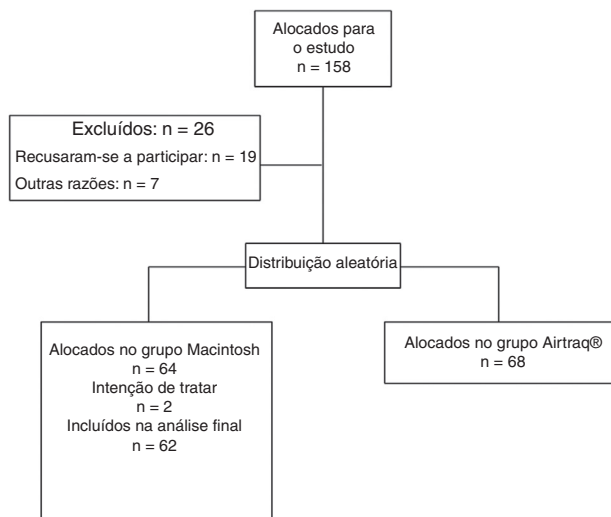 Alocados para
o estudo
n = 158
Excluídos: n = 26
Recusaram-se a participar: n = 19
Outras razões: n = 7
Distribuição aleatória
Alocados no grupo Macintosh
n = 64
Intenção de tratar
n = 2
Incluídos na análise final
n = 62
Alocados no grupo Airtraq®
n = 68